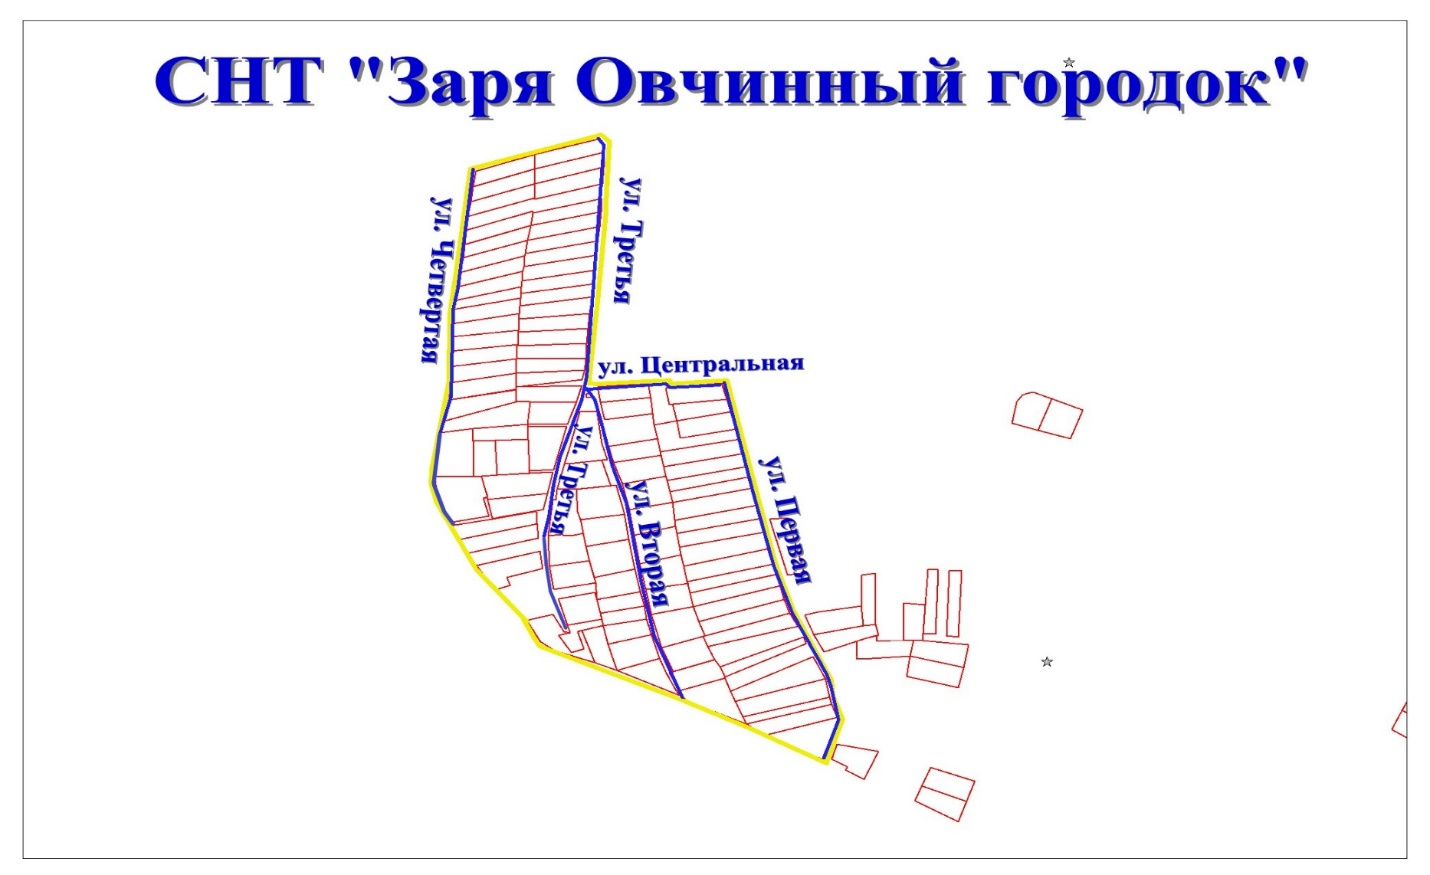 СНТ "Заря Овчинный городок"
ул. Четвертая
ул. Третья
ул. Центральная
ул. Третья
ул. Вторая
ул. Первая